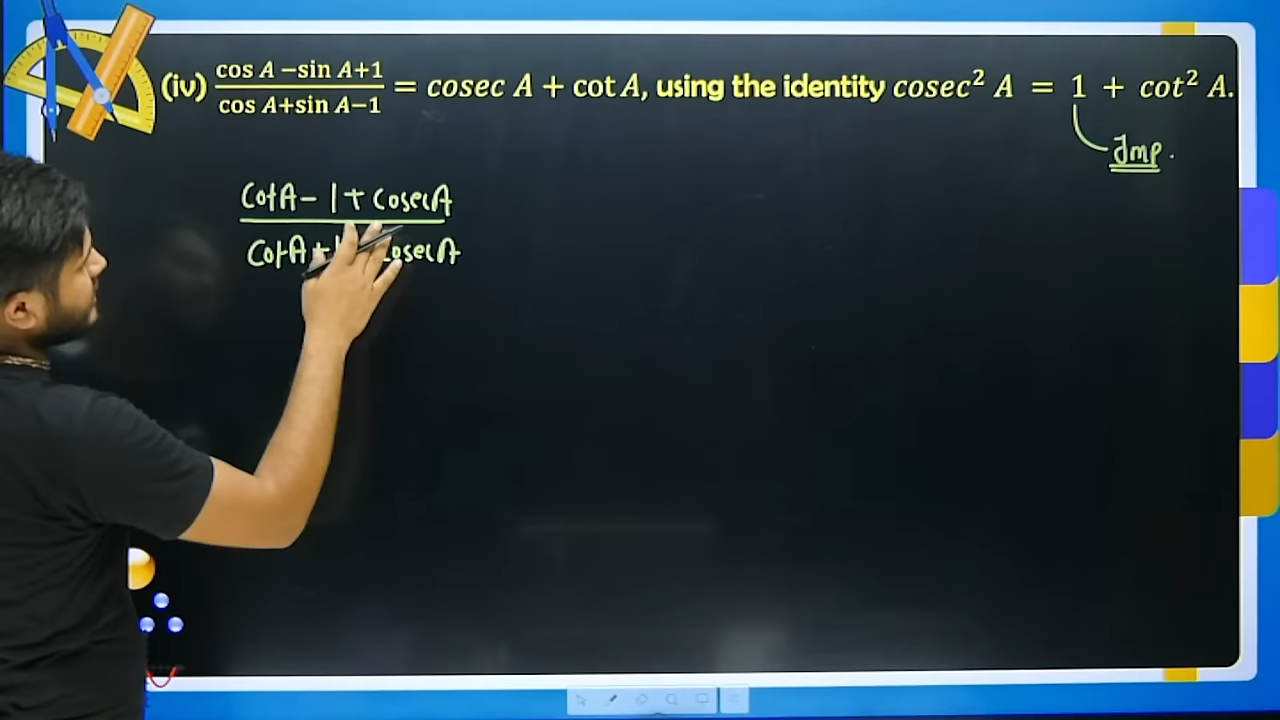 (iv) cos A −sin A+1 / cos A+sin A−1 = cosec A + cot A, using the identity cosec² A = 1 + cot² A.
Imp.
CotA − 1 + CosecA
CotA + CosecA